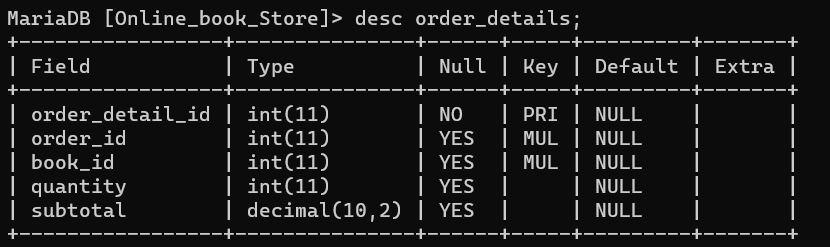 MariaDB [Online_book_Store]> desc order_details;
+-----------------+---------------+------+-----+---------+-------+
| Field           | Type          | Null | Key | Default | Extra |
+-----------------+---------------+------+-----+---------+-------+
| order_detail_id | int(11)       | NO   | PRI | NULL    |       |
| order_id        | int(11)       | YES  | MUL | NULL    |       |
| book_id         | int(11)       | YES  | MUL | NULL    |       |
| quantity        | int(11)       | YES  |     | NULL    |       |
| subtotal        | decimal(10,2) | YES  |     | NULL    |       |
+-----------------+---------------+------+-----+---------+-------+